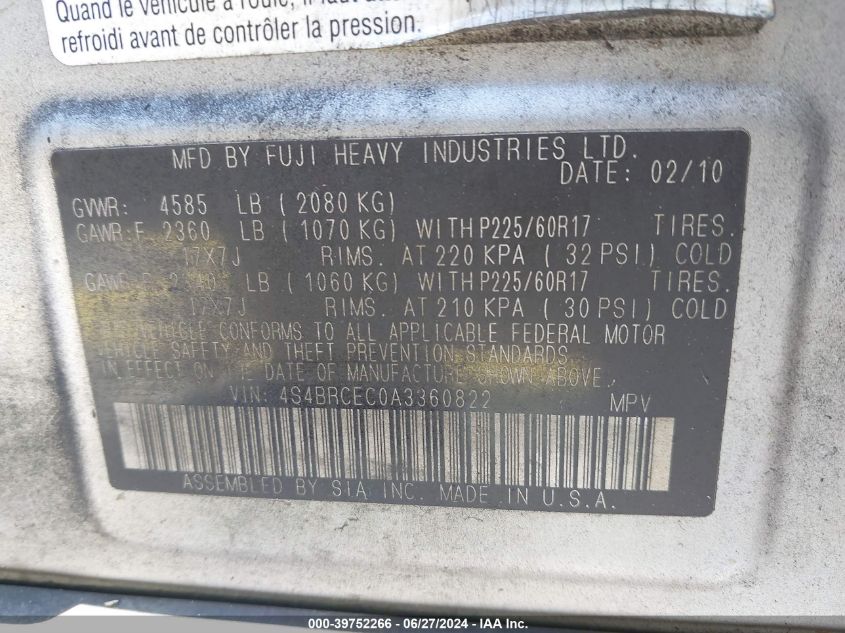 Quand le véhicule a roulé, il faut
refroidi avant de contrôler la pression.
MFD BY FUJI HEAVY INDUSTRIES LTD.
DATE: 02/10
GVWR: 4585 LB ( 2080 KG)
GAWR F 2360 LB ( 1070 KG) WITH P225/60R17 TIRES.
17X7J RIMS. AT 220 KPA ( 32 PSI) COLD
LB ( 1060 KG) WITH P225/60R17 TIRES.
17X7J RIMS. AT 210 KPA ( 30 PSI) COLD
VEHICLE CONFORMS TO ALL APPLICABLE FEDERAL MOTOR
VEHICLE SAFETY AND THEFT PREVENTION STANDARDS
IN EFFECT ON THE DATE OF MANUFACTURE SHOWN ABOVE.
VIN: 4S4BRCEC0A3360822 MPV
ASSEMBLED BY SIA INC. MADE IN U.S.A.
000-39752266 - 06/27/2024 - IAA, Inc.